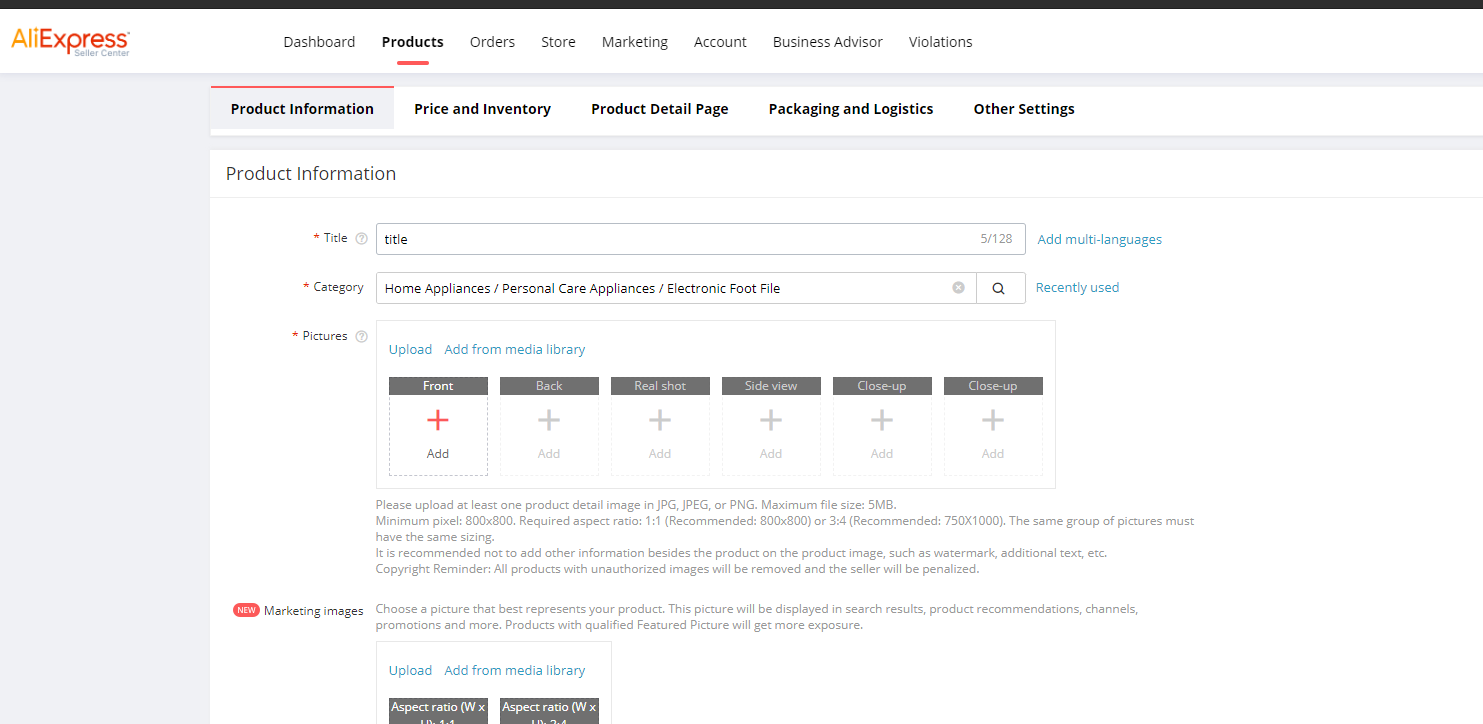 AliExpress
Seller Center
Dashboard Products Orders Store Marketing Account Business Advisor Violations
Product Information Price and Inventory Product Detail Page Packaging and Logistics Other Settings
Product Information
* Title ? title 5/128 Add multi-languages
* Category Home Appliances / Personal Care Appliances / Electronic Foot File Recently used
* Pictures ?
Upload Add from media library
Front Back Real shot Side view Close-up Close-up
Add Add Add Add Add Add
Please upload at least one product detail image in JPG, JPEG, or PNG. Maximum file size: 5MB.
Minimum pixel: 800x800. Required aspect ratio: 1:1 (Recommended: 800x800) or 3:4 (Recommended: 750X1000). The same group of pictures must
have the same sizing.
It is recommended not to add other information besides the product on the product image, such as watermark, additional text, etc.
Copyright Reminder: All products with unauthorized images will be removed and the seller will be penalized.
NEW Marketing images Choose a picture that best represents your product. This picture will be displayed in search results, product recommendations, channels,
promotions and more. Products with qualified Featured Picture will get more exposure.
Upload Add from media library
Aspect ratio (W x Aspect ratio (W x